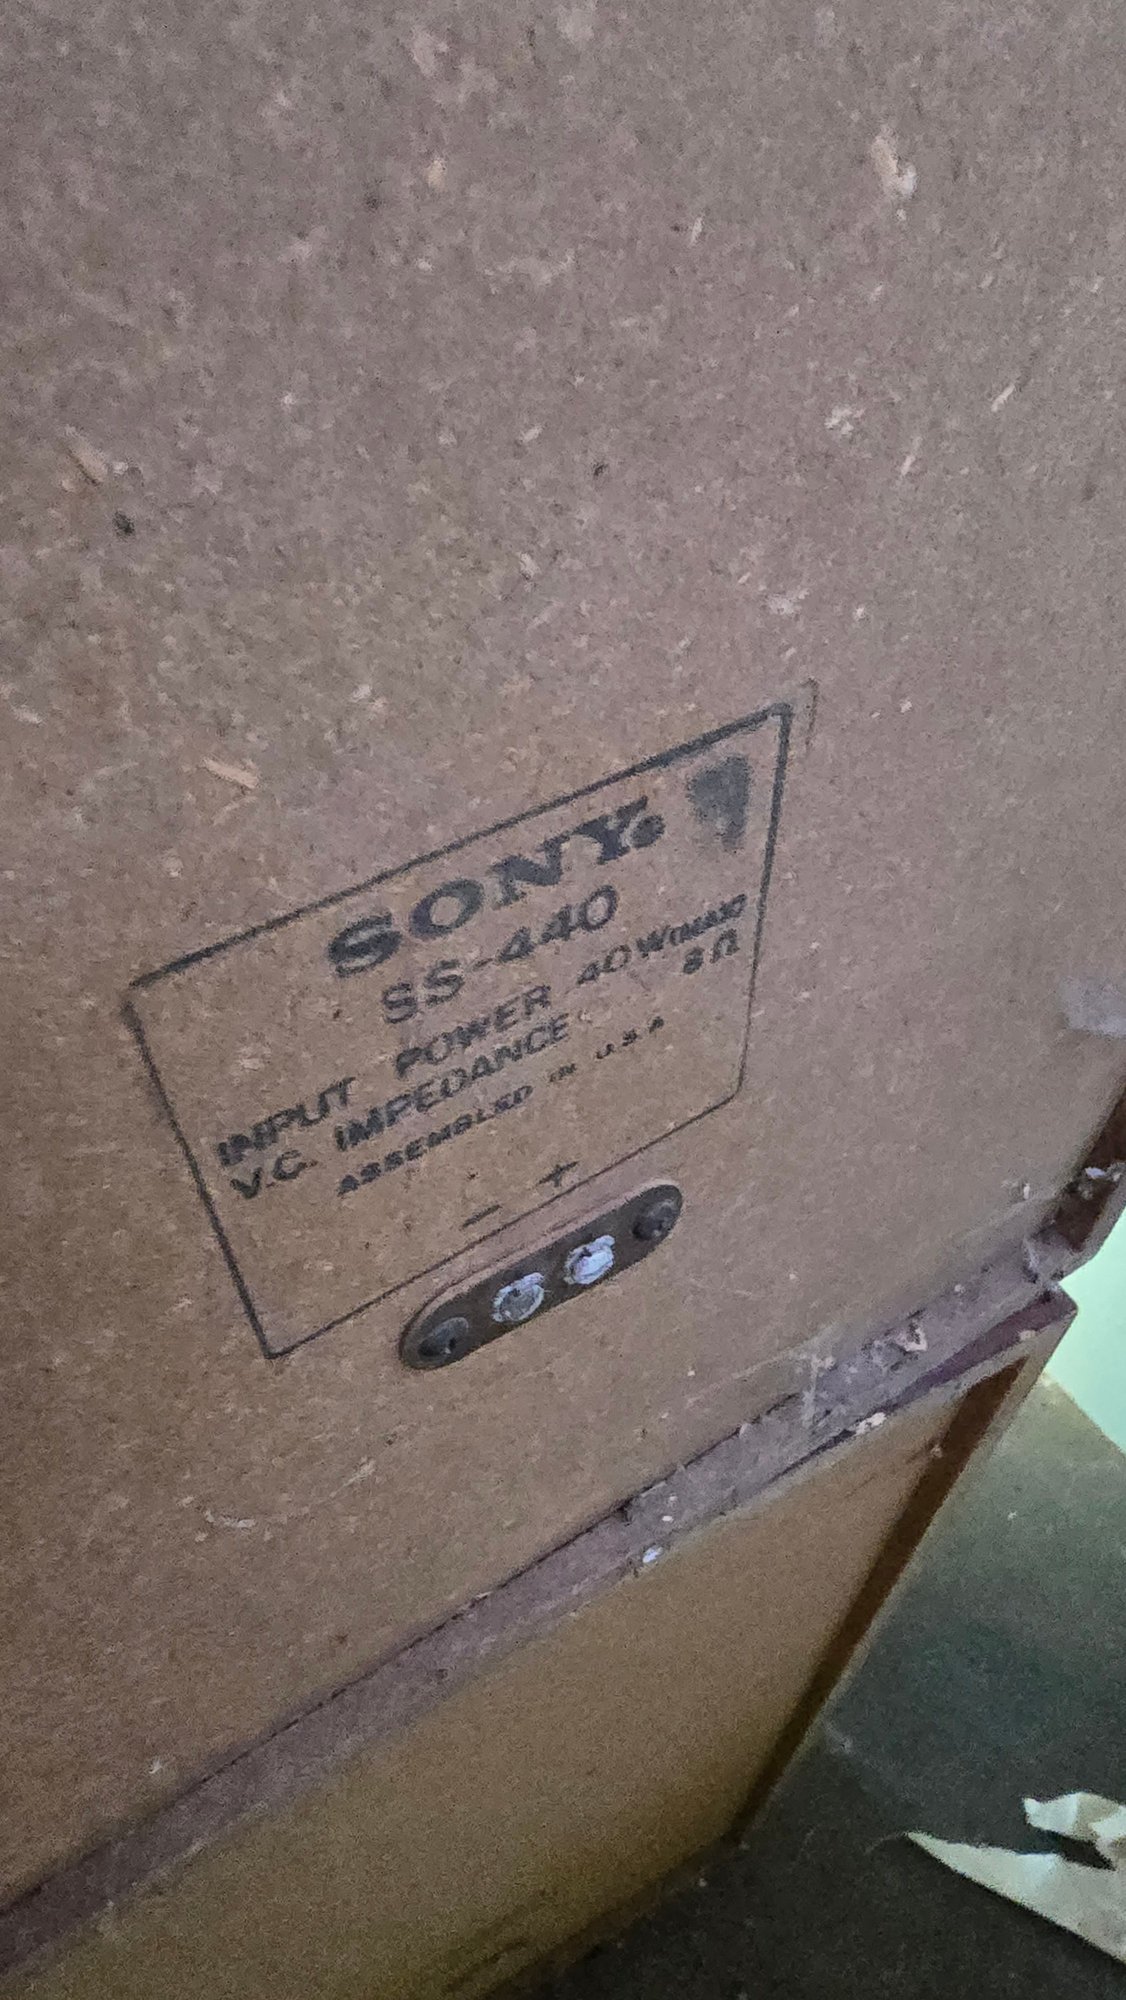 SONY.
SS-440
INPUT POWER 40W(MAX)
V.C. IMPEDANCE 8Ω
ASSEMBLED IN U.S.A
- +